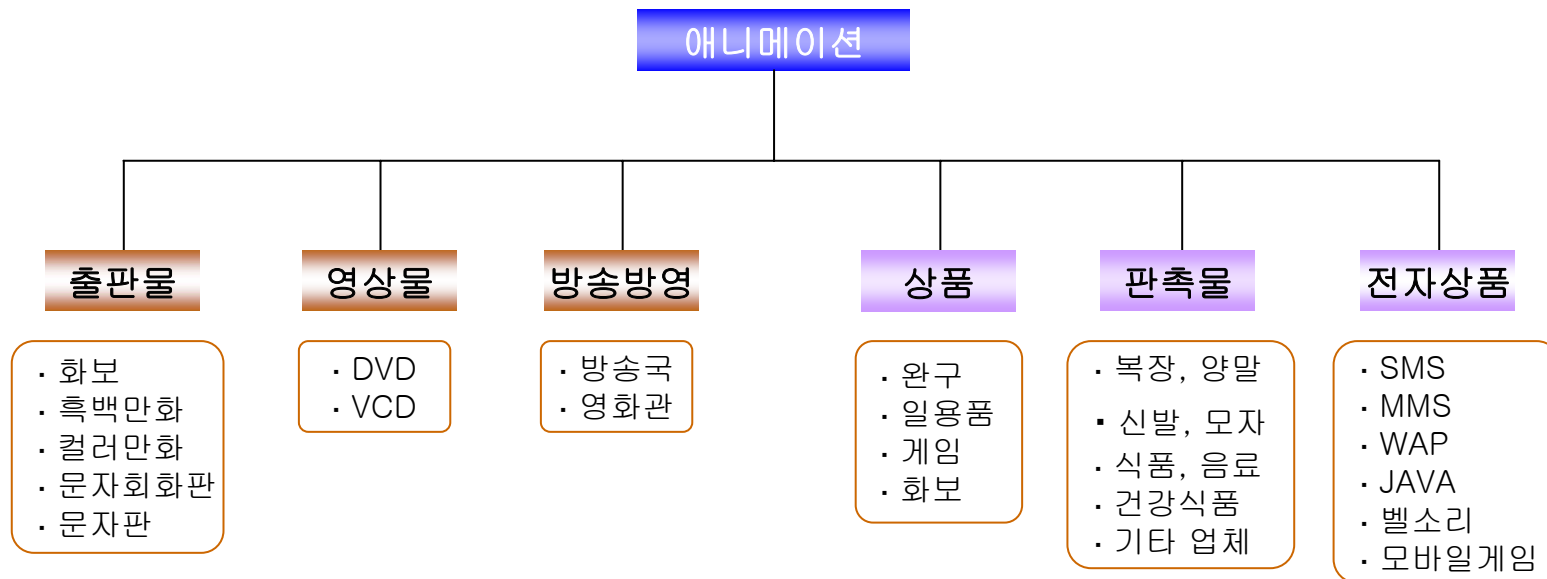 애니메이션
출판물
· 화보
· 흑백만화
· 컬러만화
· 문자회화판
· 문자판
영상물
· DVD
· VCD
방송방영
· 방송국
· 영화관
상품
· 완구
· 일용품
· 게임
· 화보
판촉물
· 복장, 양말
· 신발, 모자
· 식품, 음료
· 건강식품
· 기타 업체
전자상품
· SMS
· MMS
· WAP
· JAVA
· 벨소리
· 모바일게임